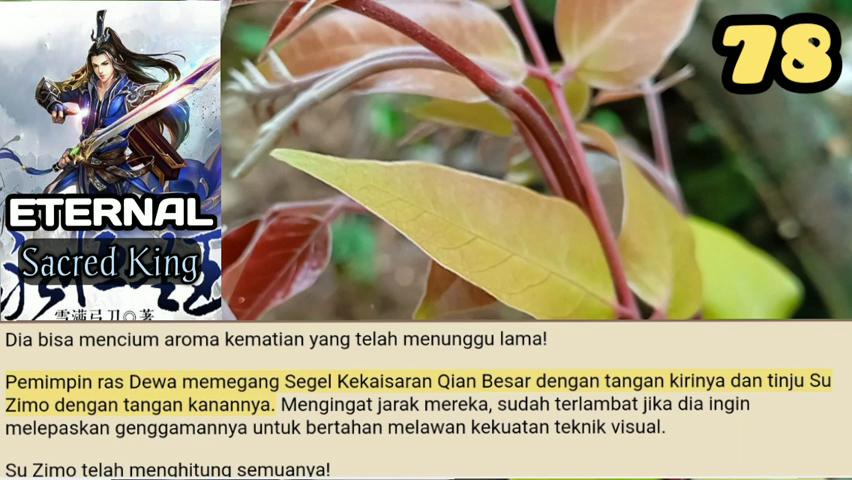 78
ETERNAL
Sacred King
雪满弓刀◎著
Dia bisa mencium aroma kematian yang telah menunggu lama!
Pemimpin ras Dewa memegang Segel Kekaisaran Qian Besar dengan tangan kirinya dan tinju Su
Zimo dengan tangan kanannya. Mengingat jarak mereka, sudah terlambat jika dia ingin
melepaskan genggamannya untuk bertahan melawan kekuatan teknik visual.
Su Zimo telah menghitung semuanya!